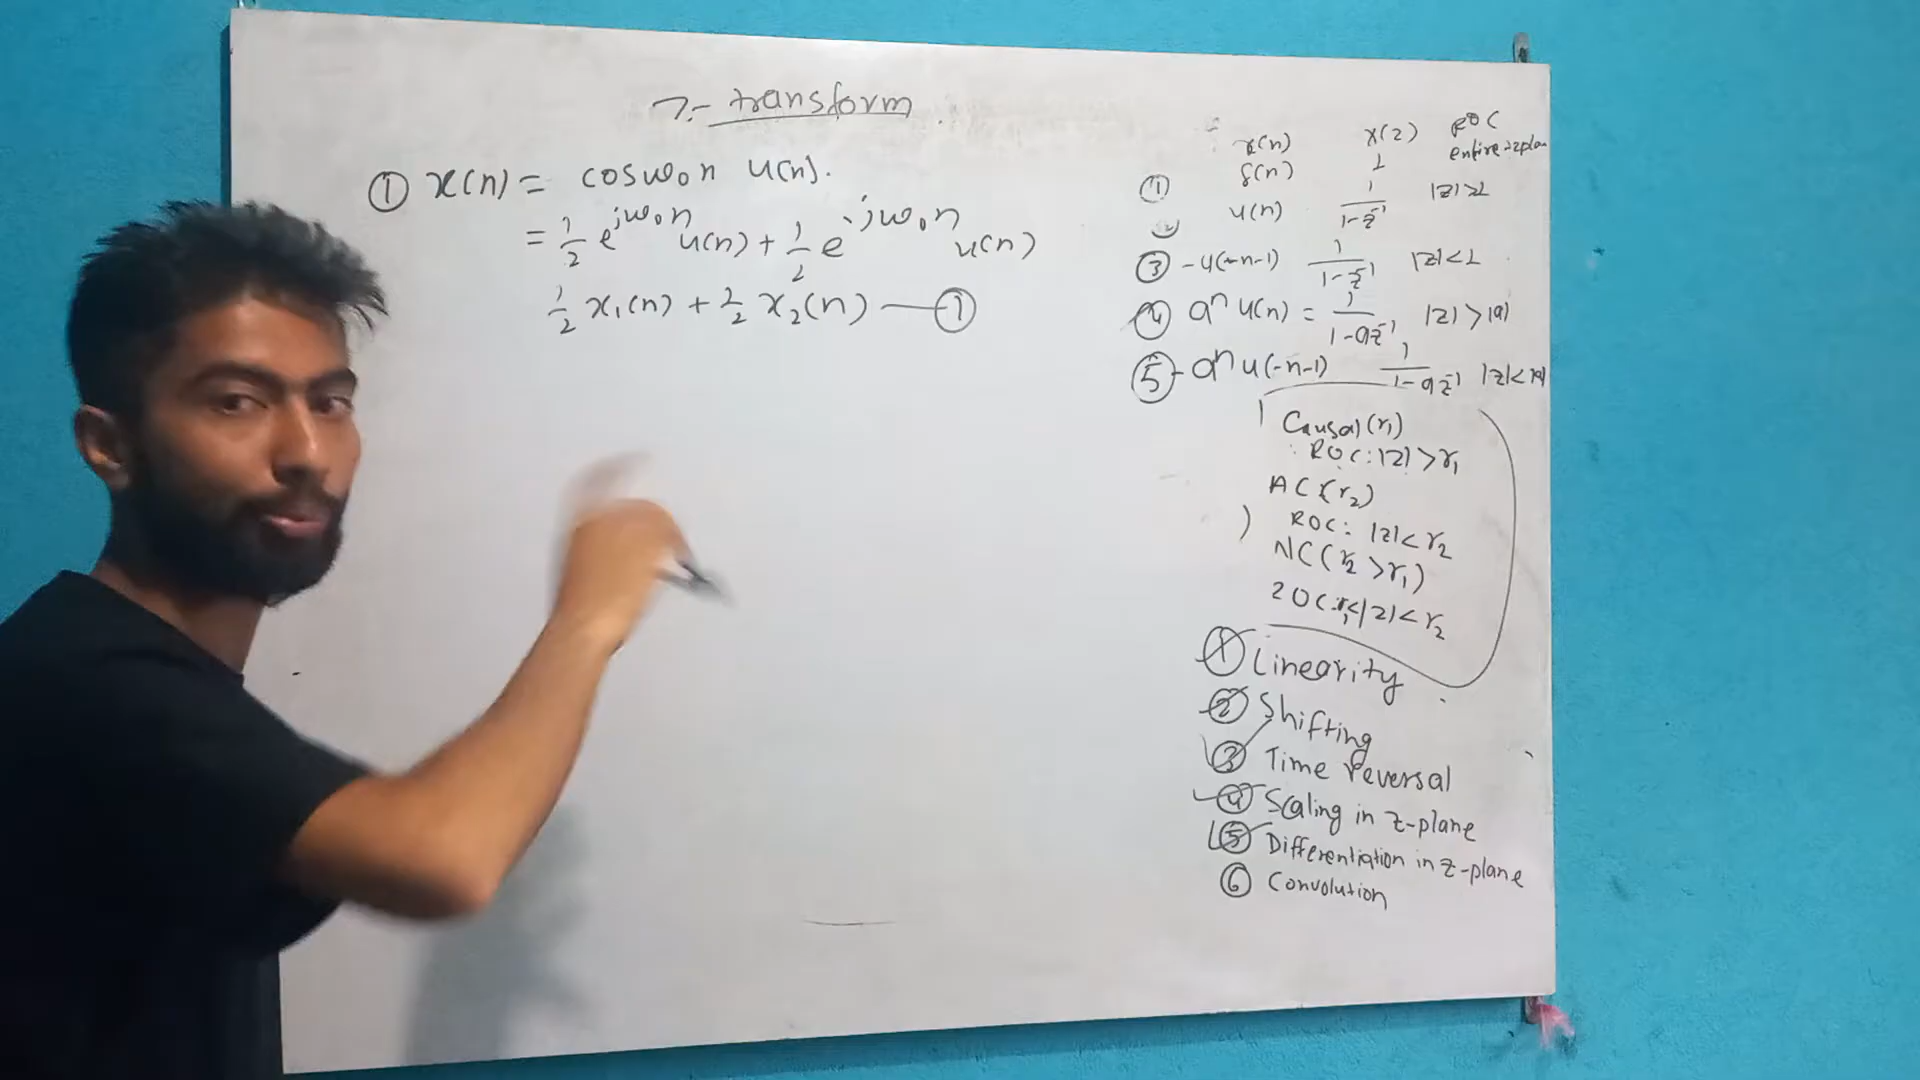 Z- transform
① x(n) = cosω₀n u(n).
= 1/2 e^jω₀n u(n) + 1/2 e^-jω₀n u(n)
1/2 x₁(n) + 1/2 x₂(n) — ①
x(n) X(z) ROC
① δ(n) 1 entire z plan
② u(n) 1/1-z⁻¹ |z|>1
③ -u(-n-1) 1/1-z⁻¹ |z|<1
④ aⁿ u(n) = 1/1-az⁻¹ |z|>|a|
⑤ -aⁿ u(-n-1) 1/1-az⁻¹ |z|<|a|
Causal(r₁)
ROC: |z|>r₁
AC(r₂)
ROC: |z|<r₂
NC(r₂>r₁)
ROC: r₁<|z|<r₂
① Linearity
② Shifting
③ Time reversal
④ Scaling in z-plane
⑤ Differentiation in z-plane
⑥ Convolution